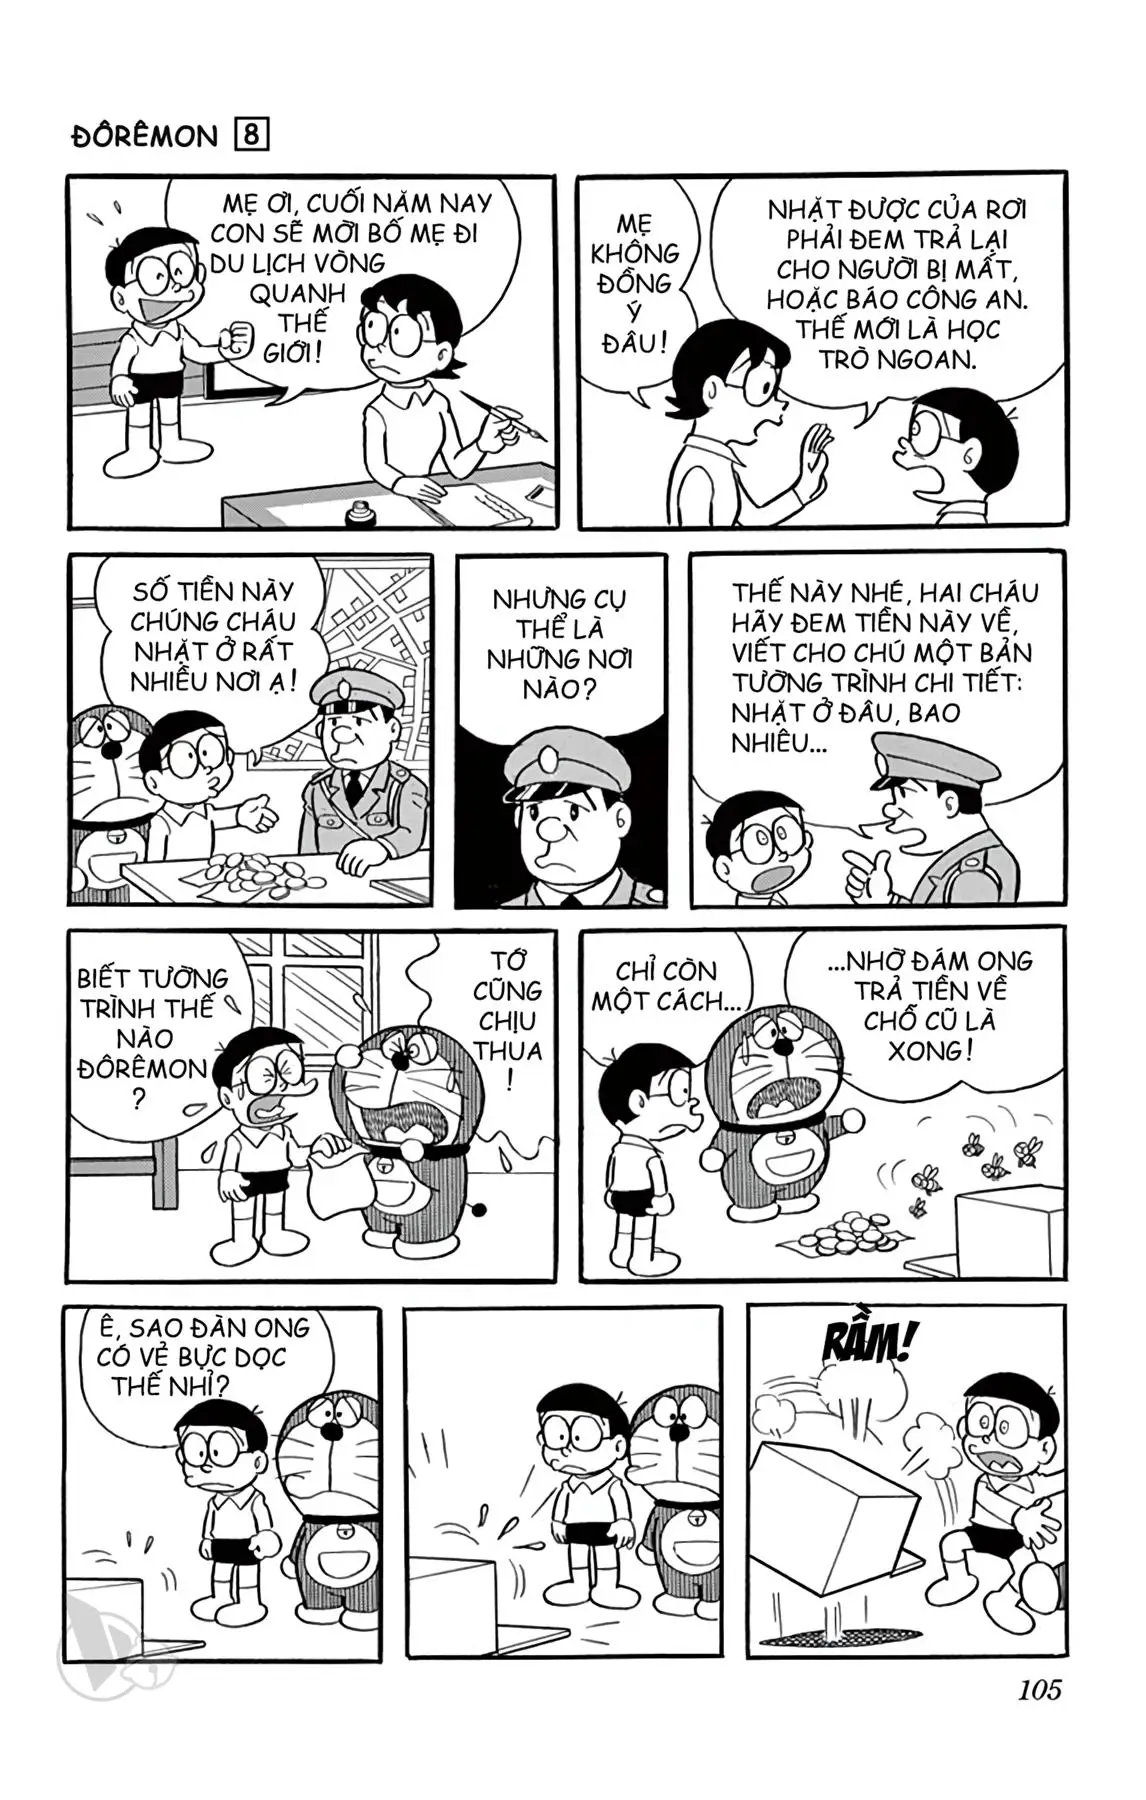 ĐÔRÊMON 8
MẸ ƠI, CUỐI NĂM NAY
CON SẼ MỜI BỐ MẸ ĐI
DU LỊCH VÒNG
QUANH
THẾ
GIỚI!
MẸ
KHÔNG
ĐỒNG
Ý
ĐÂU!
NHẶT ĐƯỢC CỦA RƠI
PHẢI ĐEM TRẢ LẠI
CHO NGƯỜI BỊ MẤT,
HOẶC BÁO CÔNG AN.
THẾ MỚI LÀ HỌC
TRÒ NGOAN.
SỐ TIỀN NÀY
CHÚNG CHÁU
NHẶT Ở RẤT
NHIỀU NƠI Ạ!
NHƯNG CỤ
THỂ LÀ
NHỮNG NƠI
NÀO?
THẾ NÀY NHÉ, HAI CHÁU
HÃY ĐEM TIỀN NÀY VỀ,
VIẾT CHO CHÚ MỘT BẢN
TƯỜNG TRÌNH CHI TIẾT:
NHẶT Ở ĐÂU, BAO
NHIÊU...
BIẾT TƯỜNG
TRÌNH THẾ
NÀO
ĐÔRÊMON
?
TỚ
CŨNG
CHỊU
THUA
!
CHỈ CÒN
MỘT CÁCH...
...NHỜ ĐÁM ONG
TRẢ TIỀN VỀ
CHỖ CŨ LÀ
XONG!
Ê, SAO ĐÀN ONG
CÓ VẺ BỰC DỌC
THẾ NHỈ?
RẦM!
105